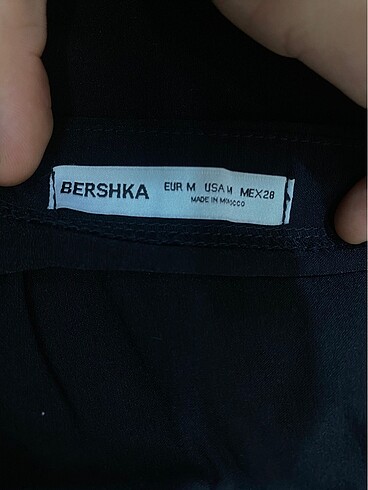 BERSHKA EUR M USA M MEX 28
MADE IN MOROCCO